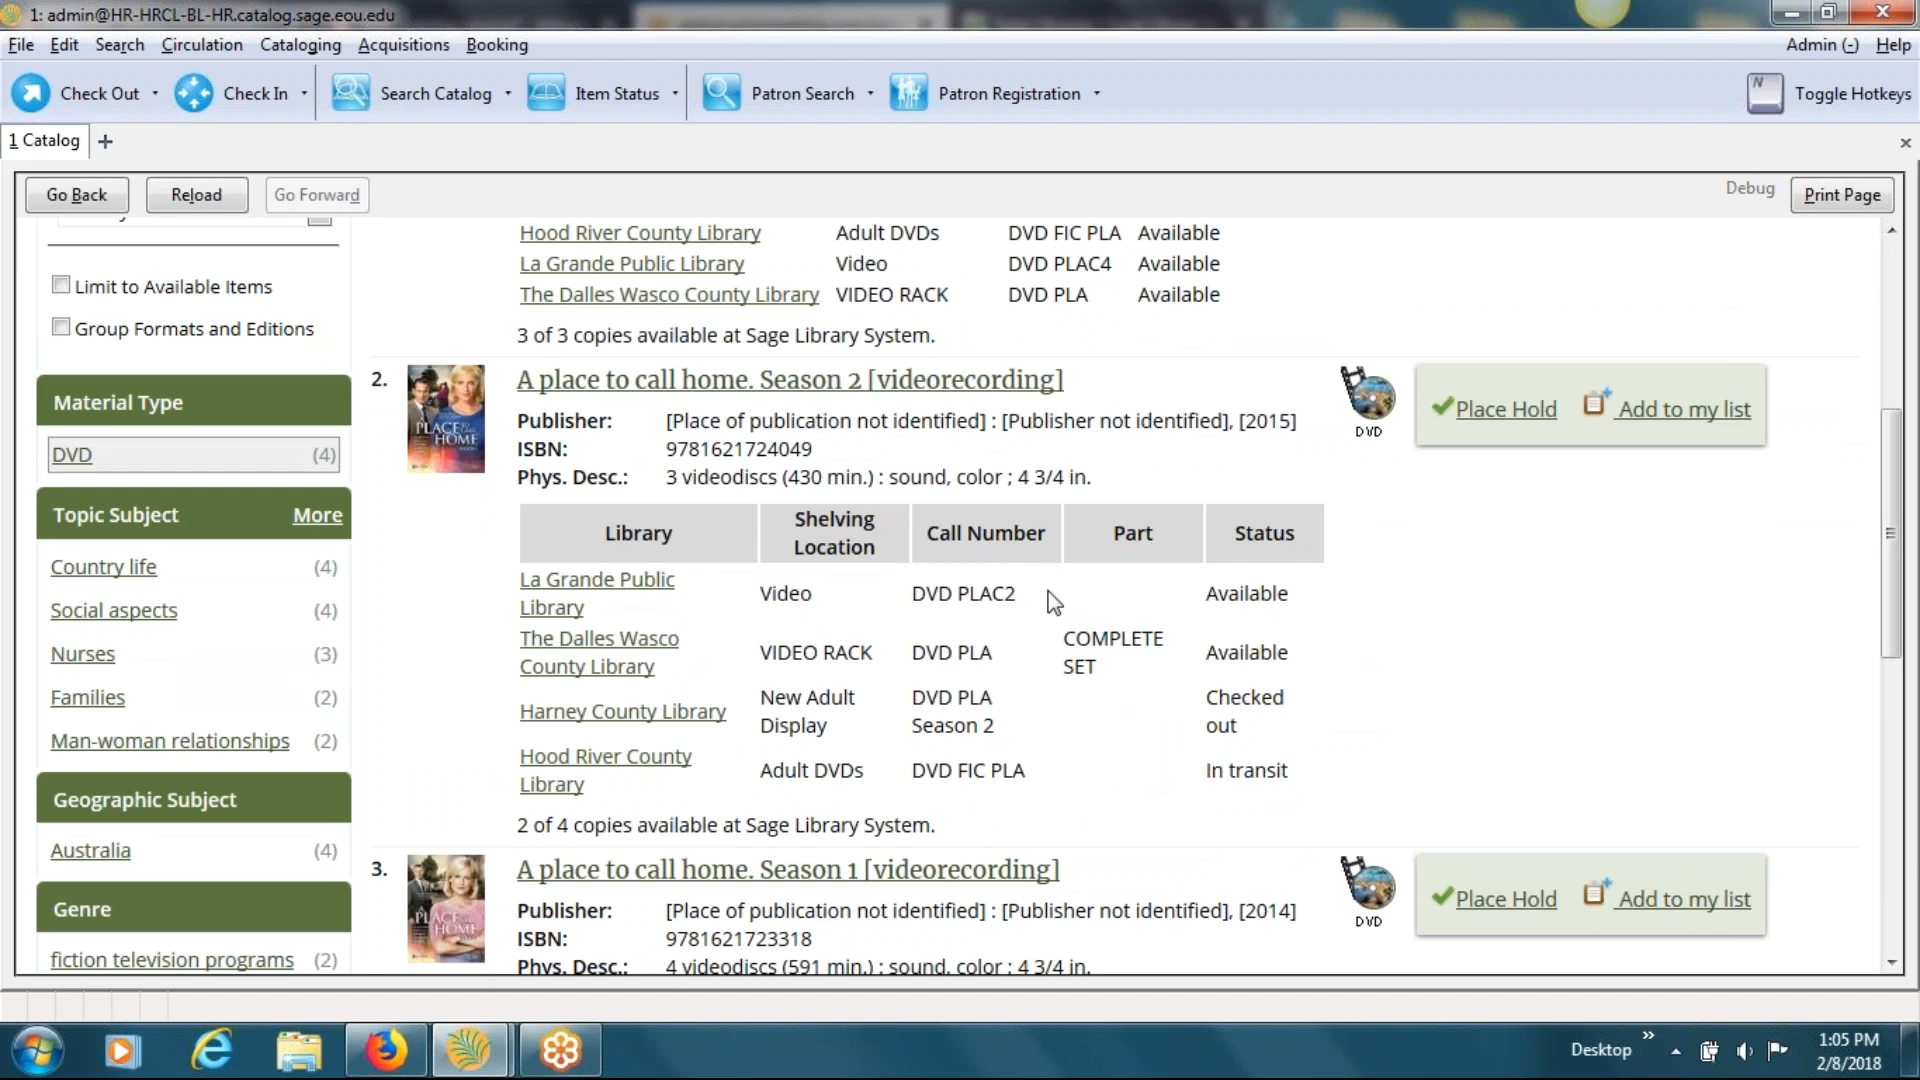 1: admin@HR-HRCL-BL-HR.catalog.sage.eou.edu
File Edit Search Circulation Cataloging Acquisitions Booking Admin (-) Help
Check Out Check In Search Catalog Item Status Patron Search Patron Registration N Toggle Hotkeys
1 Catalog
Go Back Reload Go Forward Debug Print Page
Limit to Available Items
Group Formats and Editions
Material Type
DVD (4)
Topic Subject More
Country life (4)
Social aspects (4)
Nurses (3)
Families (2)
Man-woman relationships (2)
Geographic Subject
Australia (4)
Genre
fiction television programs (2)
Hood River County Library Adult DVDs DVD FIC PLA Available
La Grande Public Library Video DVD PLAC4 Available
The Dalles Wasco County Library VIDEO RACK DVD PLA Available
3 of 3 copies available at Sage Library System.
2. A place to call home. Season 2 [videorecording]
PLACE
HOME
Publisher: [Place of publication not identified] : [Publisher not identified], [2015]
ISBN: 9781621724049
Phys. Desc.: 3 videodiscs (430 min.) : sound, color ; 4 3/4 in.
DVD
Place Hold Add to my list
Library Shelving Location Call Number Part Status
La Grande Public Library Video DVD PLAC2 Available
The Dalles Wasco County Library VIDEO RACK DVD PLA COMPLETE SET Available
Harney County Library New Adult Display DVD PLA Season 2 Checked out
Hood River County Library Adult DVDs DVD FIC PLA In transit
2 of 4 copies available at Sage Library System.
3. A place to call home. Season 1 [videorecording]
PLACE
HOME
Publisher: [Place of publication not identified] : [Publisher not identified], [2014]
ISBN: 9781621723318
Phys. Desc.: 4 videodiscs (591 min.) : sound, color ; 4 3/4 in.
DVD
Place Hold Add to my list
Desktop 1:05 PM
2/8/2018